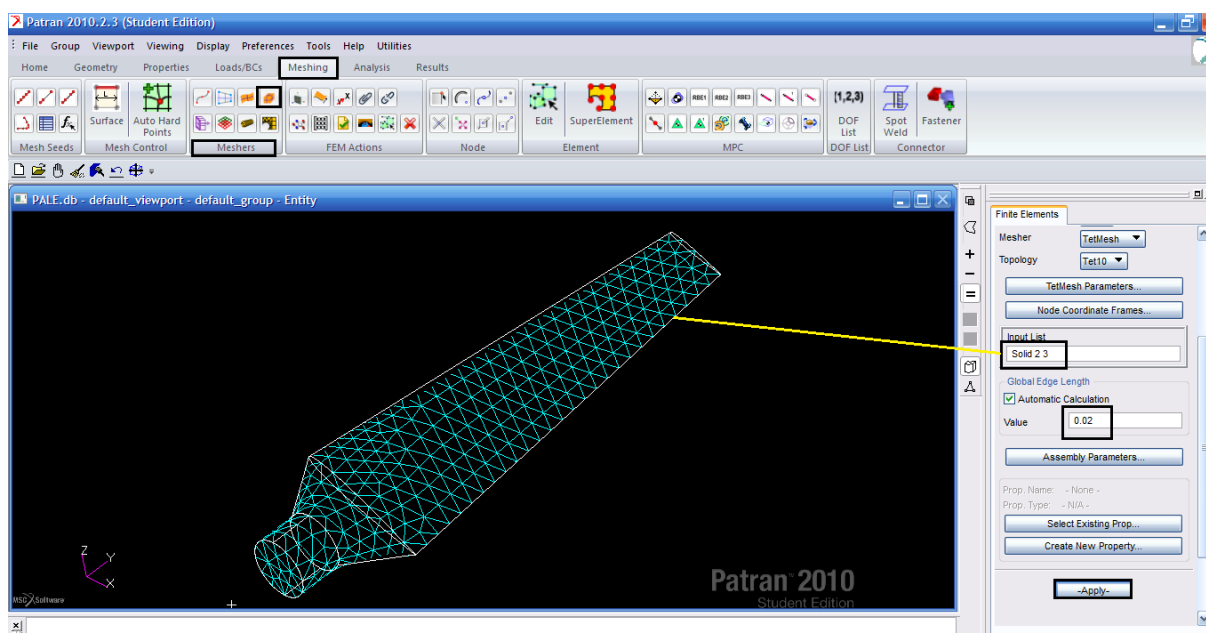 Patran 2010.2.3 (Student Edition)
File Group Viewport Viewing Display Preferences Tools Help Utilities
Home Geometry Properties Loads/BCs Meshing Analysis Results
Surface
Auto Hard
Points
Edit
SuperElement
RBE1 RBE2 RBE3
(1,2,3)
DOF
List
Spot
Weld
Fastener
Mesh Seeds Mesh Control Meshers FEM Actions Node Element MPC DOF List Connector
PALE.db - default_viewport - default_group - Entity
Finite Elements
Mesher TetMesh
Topology Tet10
TetMesh Parameters...
Node Coordinate Frames...
Input List
Solid 2 3
Global Edge Length
Automatic Calculation
Value 0.02
Assembly Parameters...
Prop. Name: - None -
Prop. Type: - N/A -
Select Existing Prop...
Create New Property...
-Apply-
Z
Y
X
MSC Software
Patran 2010
Student Edition